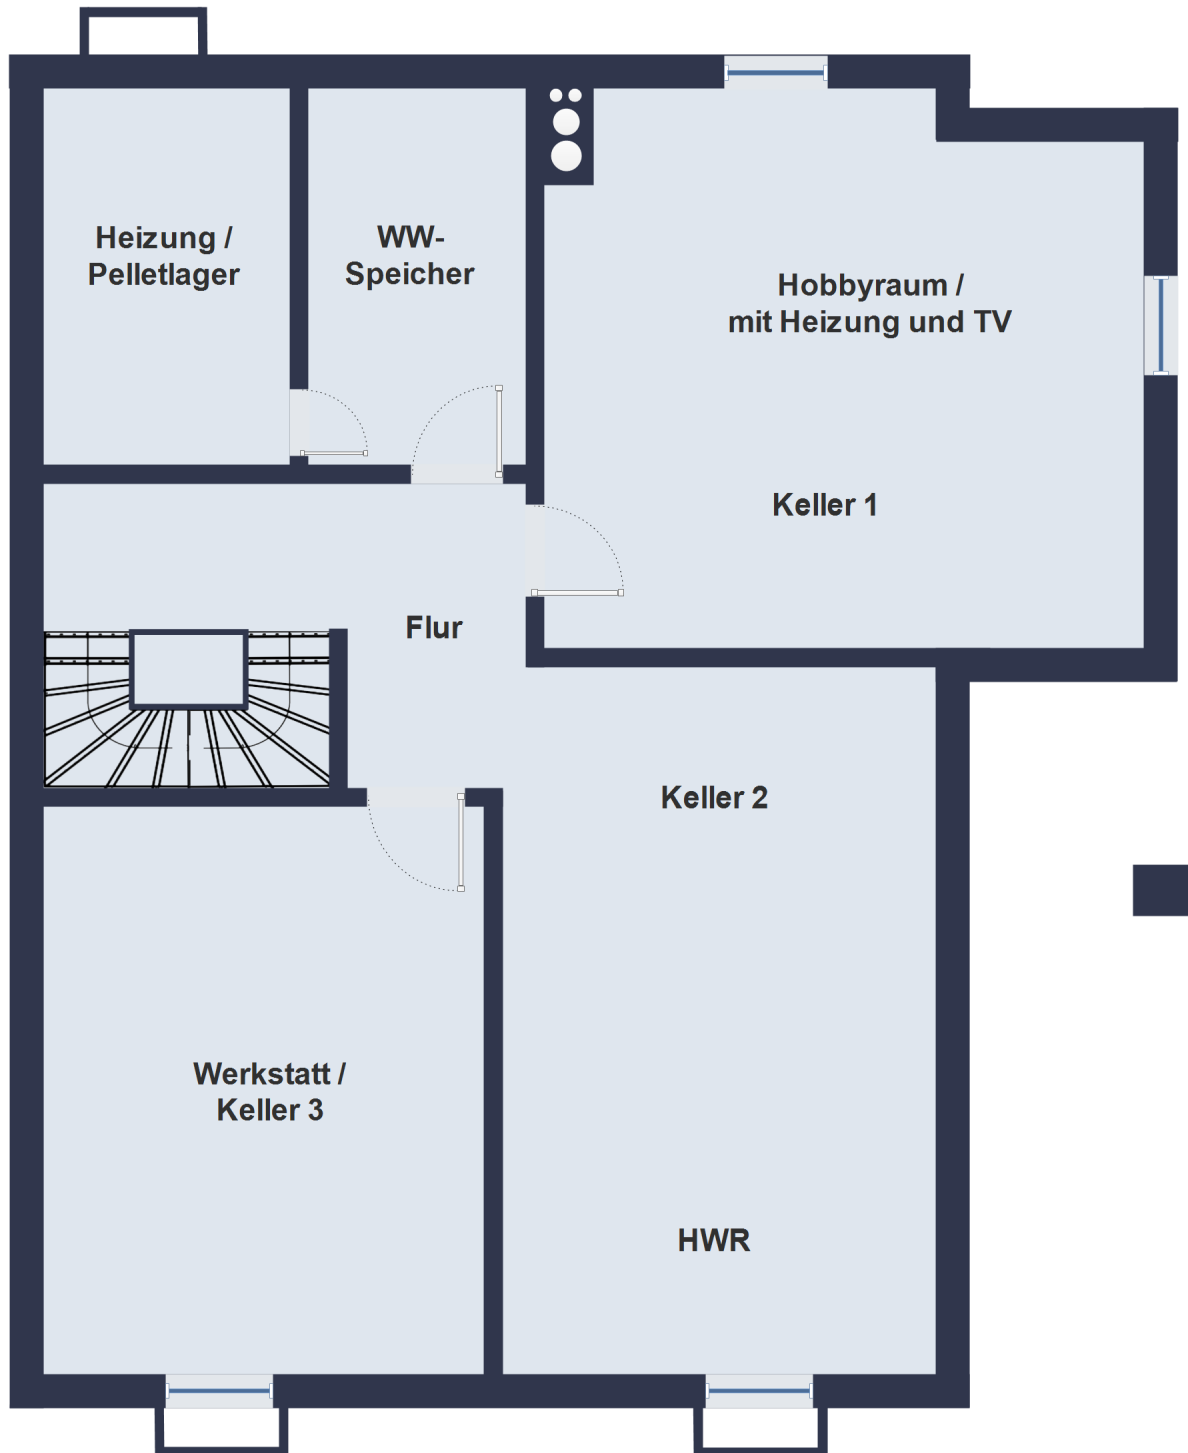 Heizung /
Pelletlager
WW-
Speicher
Hobbyraum /
mit Heizung und TV
Keller 1
Flur
Keller 2
Werkstatt /
Keller 3
HWR